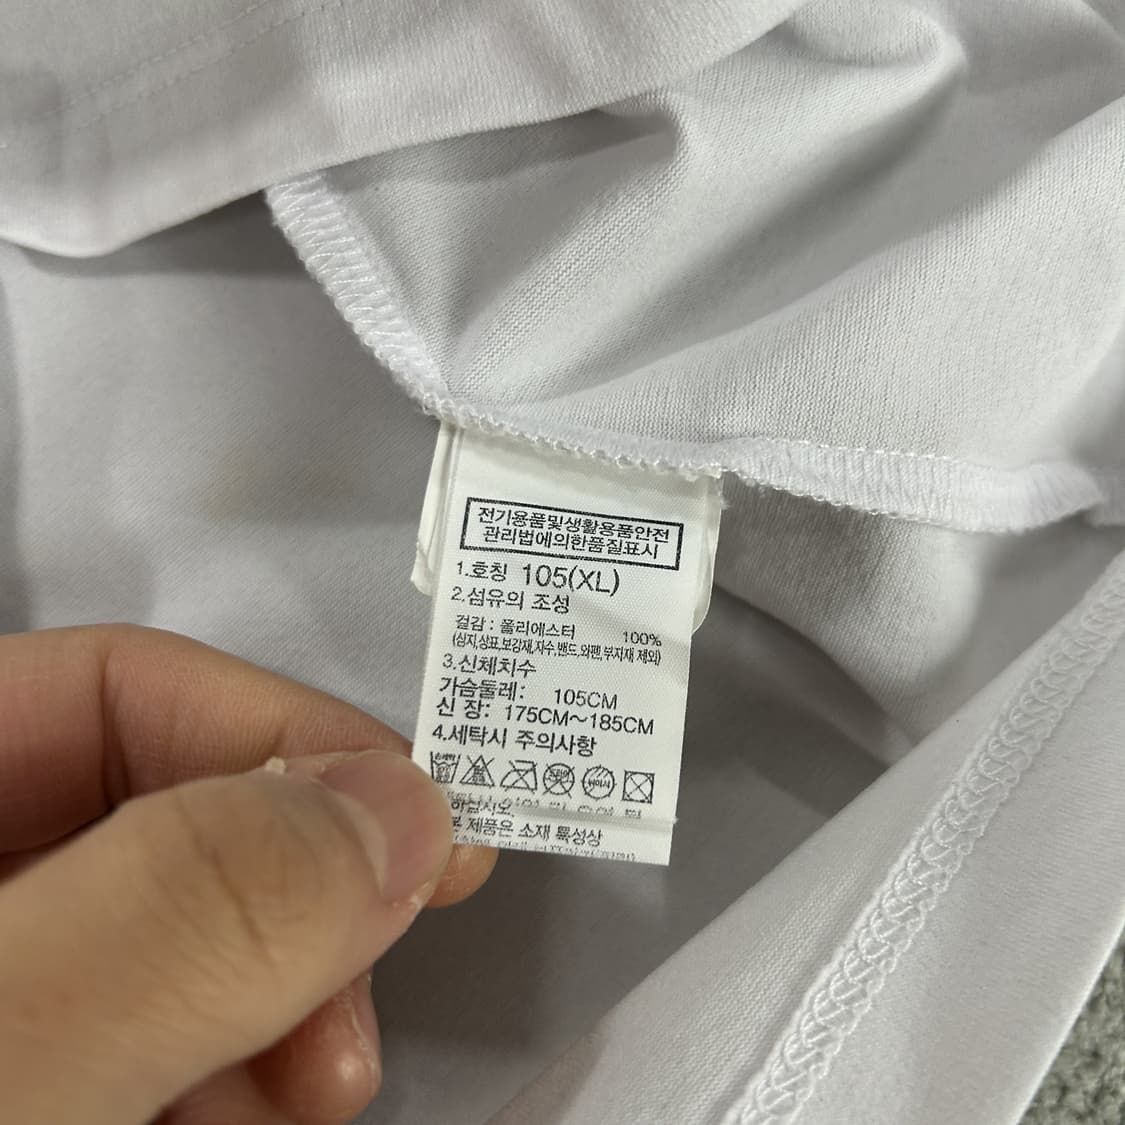 전기용품및생활용품안전
관리법에의한품질표시
1.호칭 105(XL)
2.섬유의 조성
겉감 : 폴리에스터 100%
(심지,상표,보강재,자수,밴드,와펜,부자재 제외)
3.신체치수
가슴둘레: 105CM
신 장: 175CM~185CM
4.세탁시 주의사항
하십시오.
본 제품은 소재 특성상